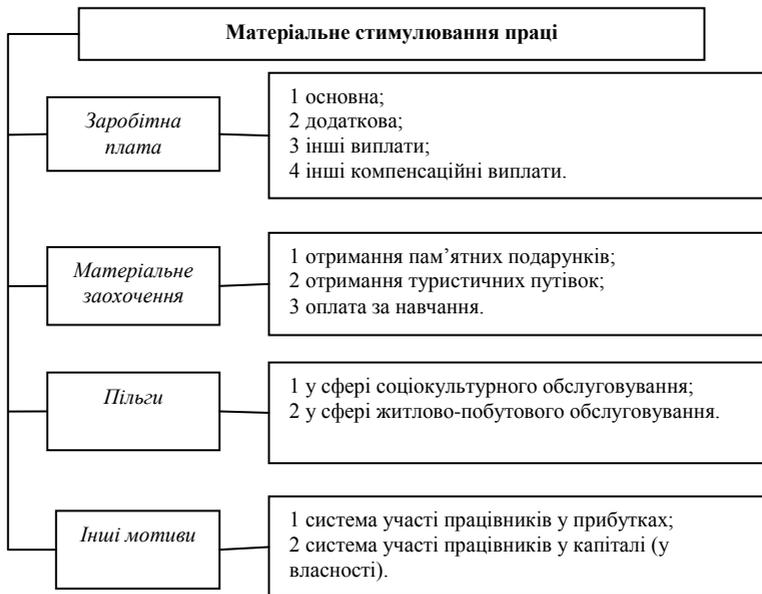 Матеріальне стимулювання праці
Заробітна
плата
1 основна;
2 додаткова;
3 інші виплати;
4 інші компенсаційні виплати.
Матеріальне
заохочення
1 отримання пам’ятних подарунків;
2 отримання туристичних путівок;
3 оплата за навчання.
Пільги
1 у сфері соціокультурного обслуговування;
2 у сфері житлово-побутового обслуговування.
Інші мотиви
1 система участі працівників у прибутках;
2 система участі працівників у капіталі (у
власності).